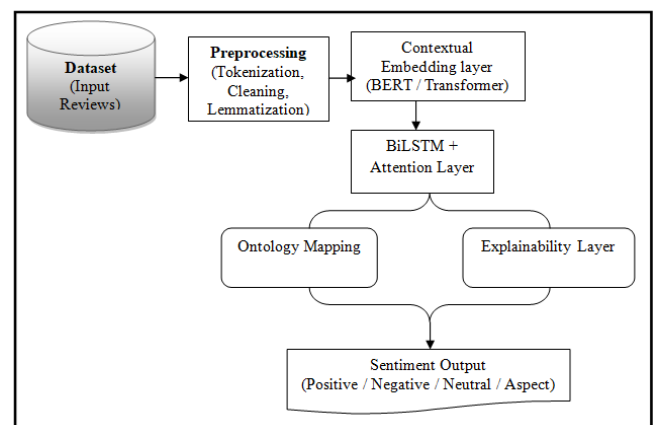 Dataset
(Input
Reviews)
Preprocessing
(Tokenization,
Cleaning,
Lemmatization)
Contextual
Embedding layer
(BERT / Transformer)
BiLSTM +
Attention Layer
Ontology Mapping
Explainability Layer
Sentiment Output
(Positive / Negative / Neutral / Aspect)